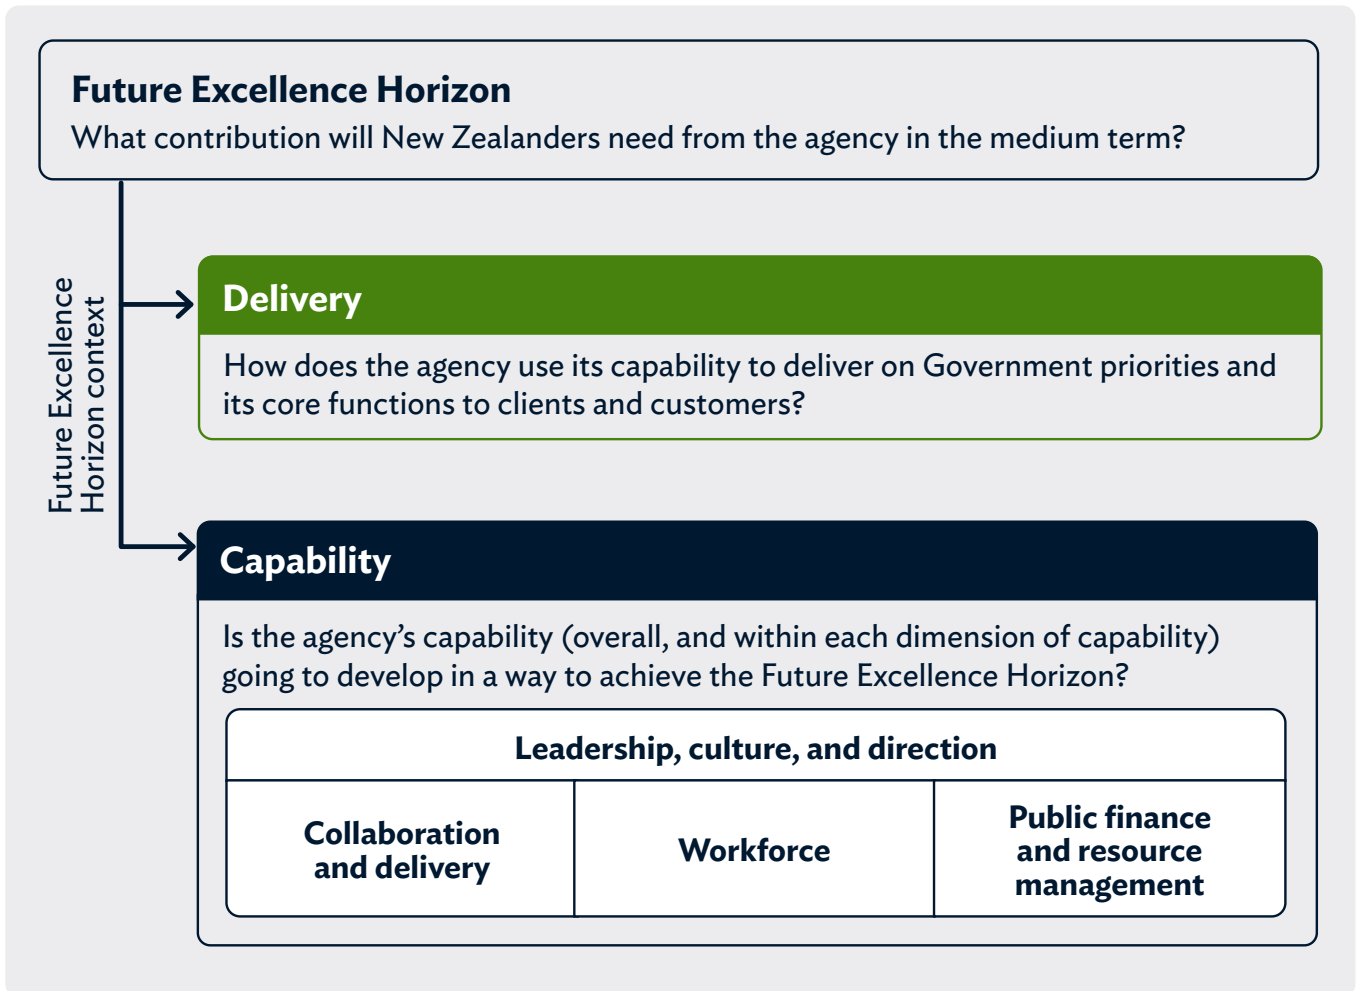 Future Excellence Horizon
What contribution will New Zealanders need from the agency in the medium term?
Future Excellence
Horizon context
Delivery
How does the agency use its capability to deliver on Government priorities and
its core functions to clients and customers?
Capability
Is the agency’s capability (overall, and within each dimension of capability)
going to develop in a way to achieve the Future Excellence Horizon?
Leadership, culture, and direction
Collaboration
and delivery
Workforce
Public finance
and resource
management